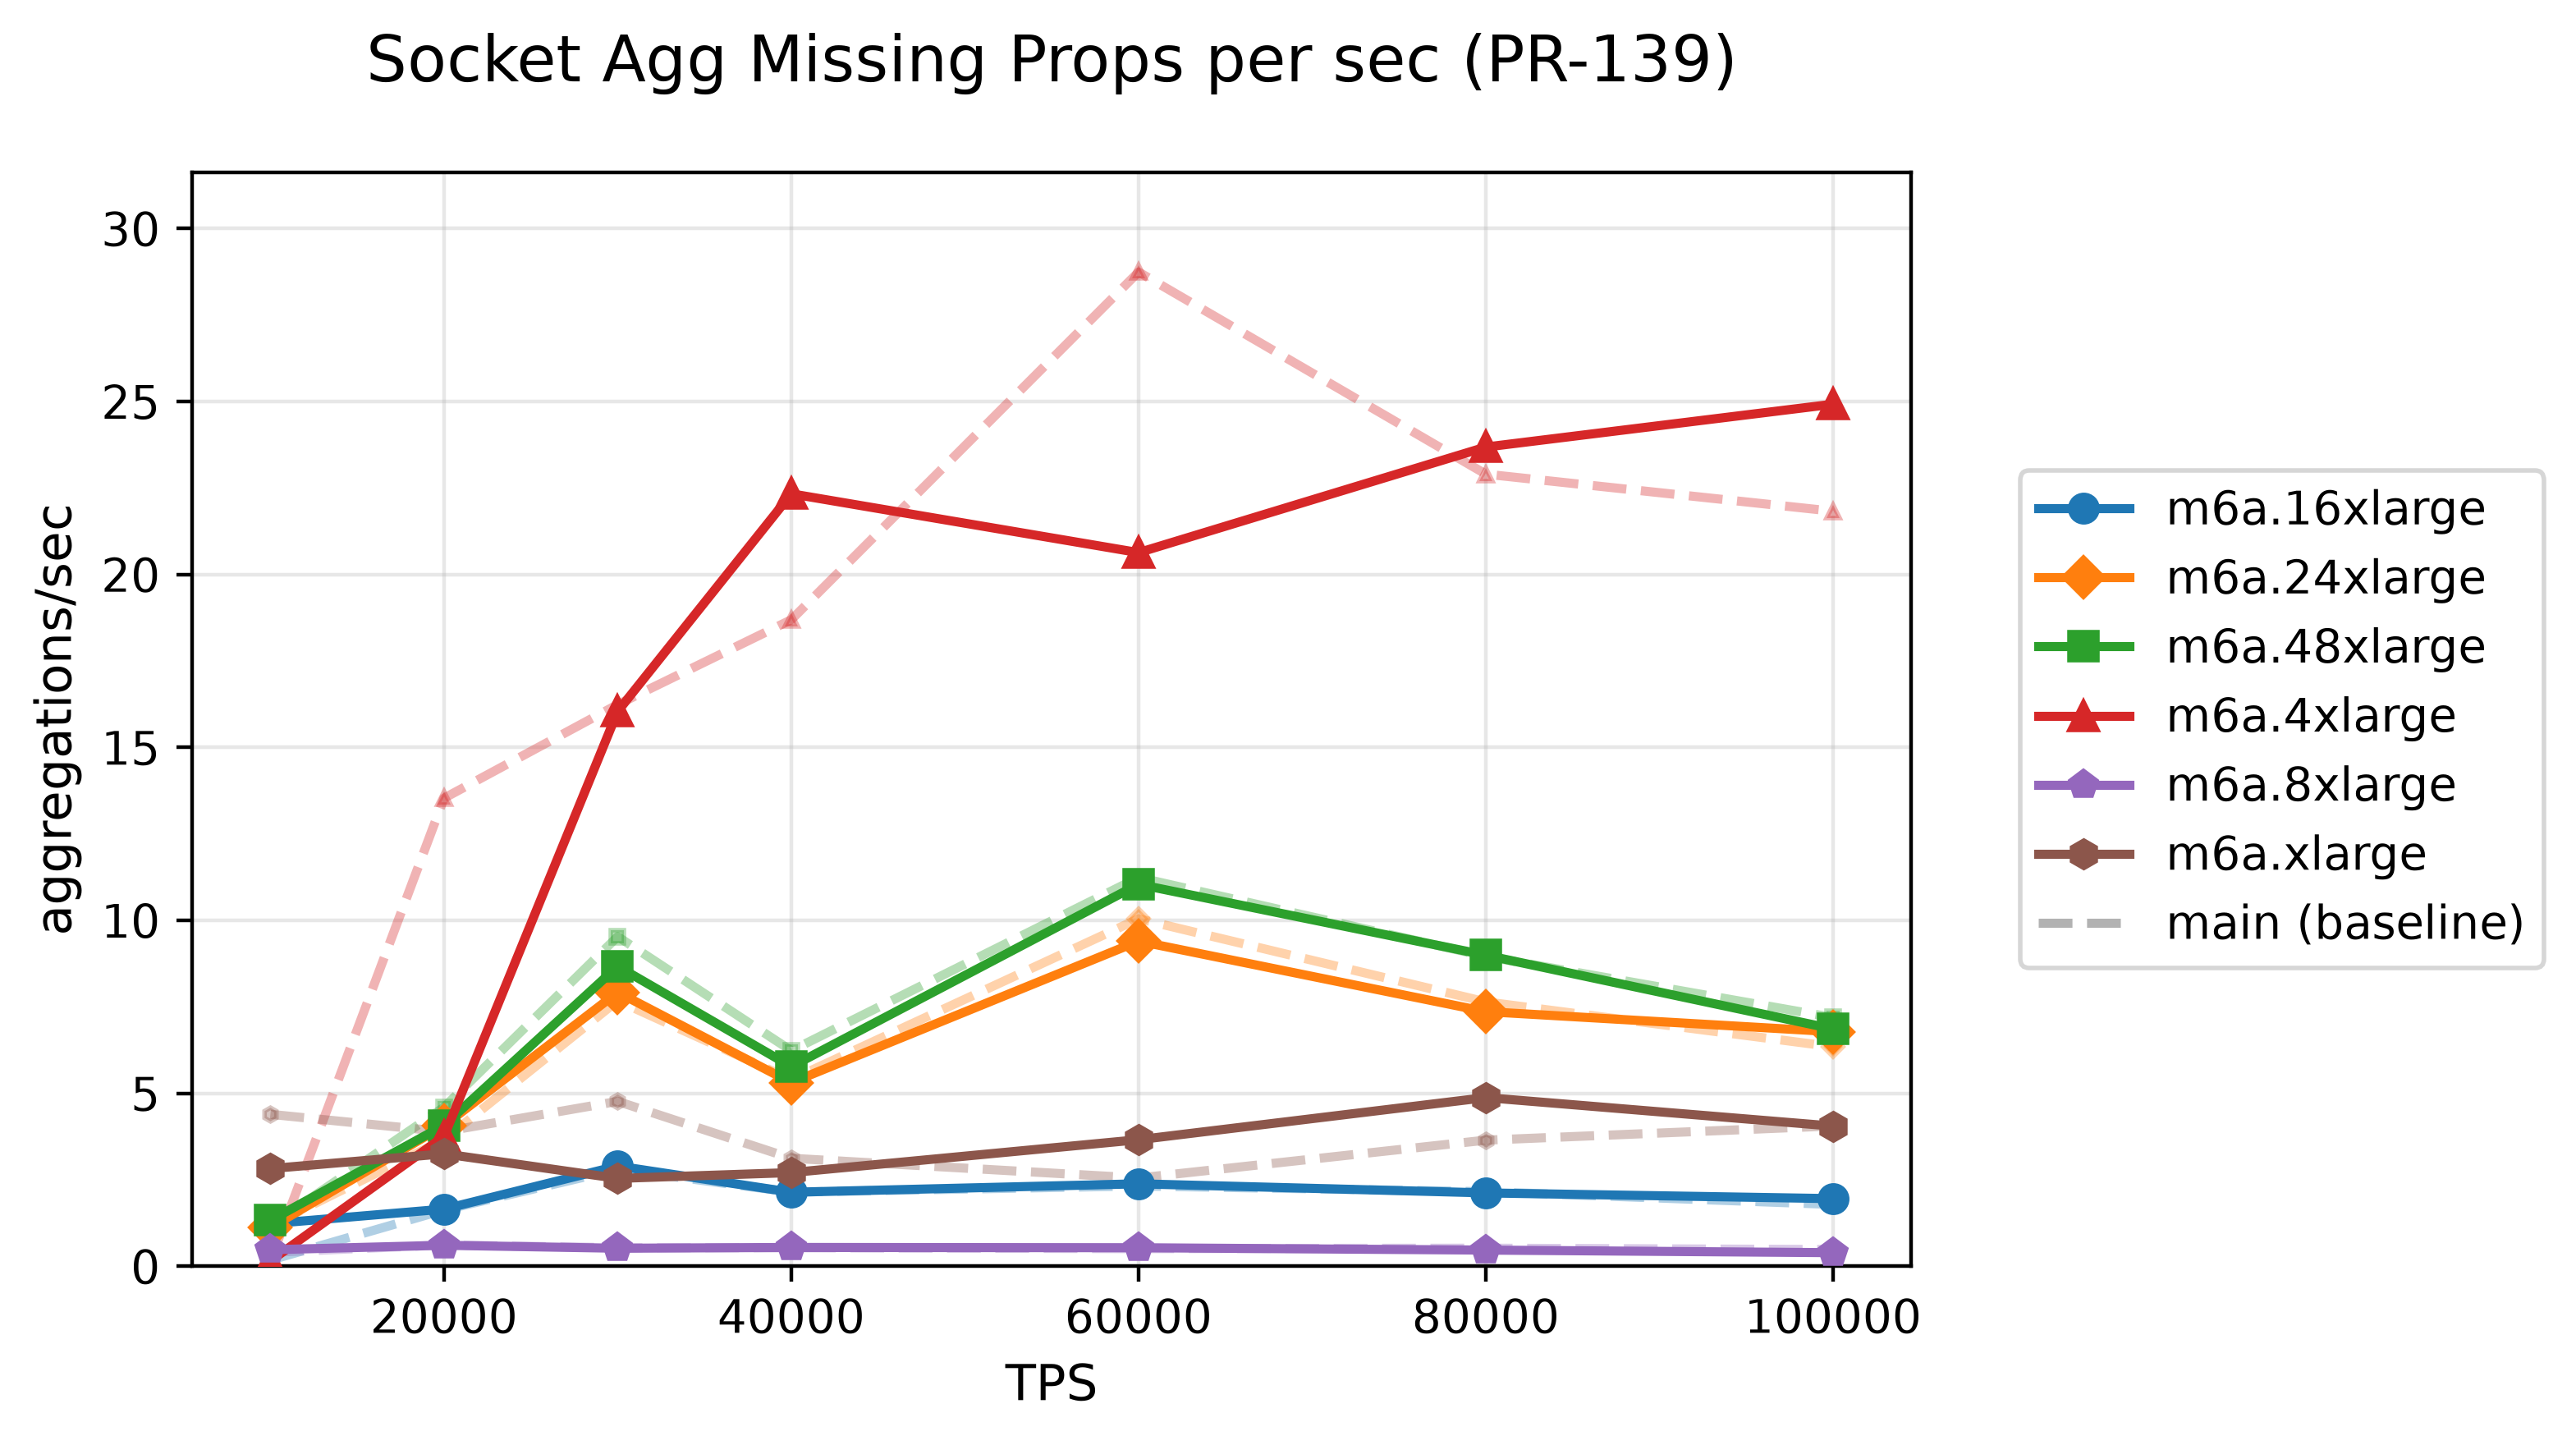 Socket Agg Missing Props per sec (PR-139)
aggregations/sec
30
25
20
15
10
5
0
20000 40000 60000 80000 100000
TPS
m6a.16xlarge
m6a.24xlarge
m6a.48xlarge
m6a.4xlarge
m6a.8xlarge
m6a.xlarge
main (baseline)